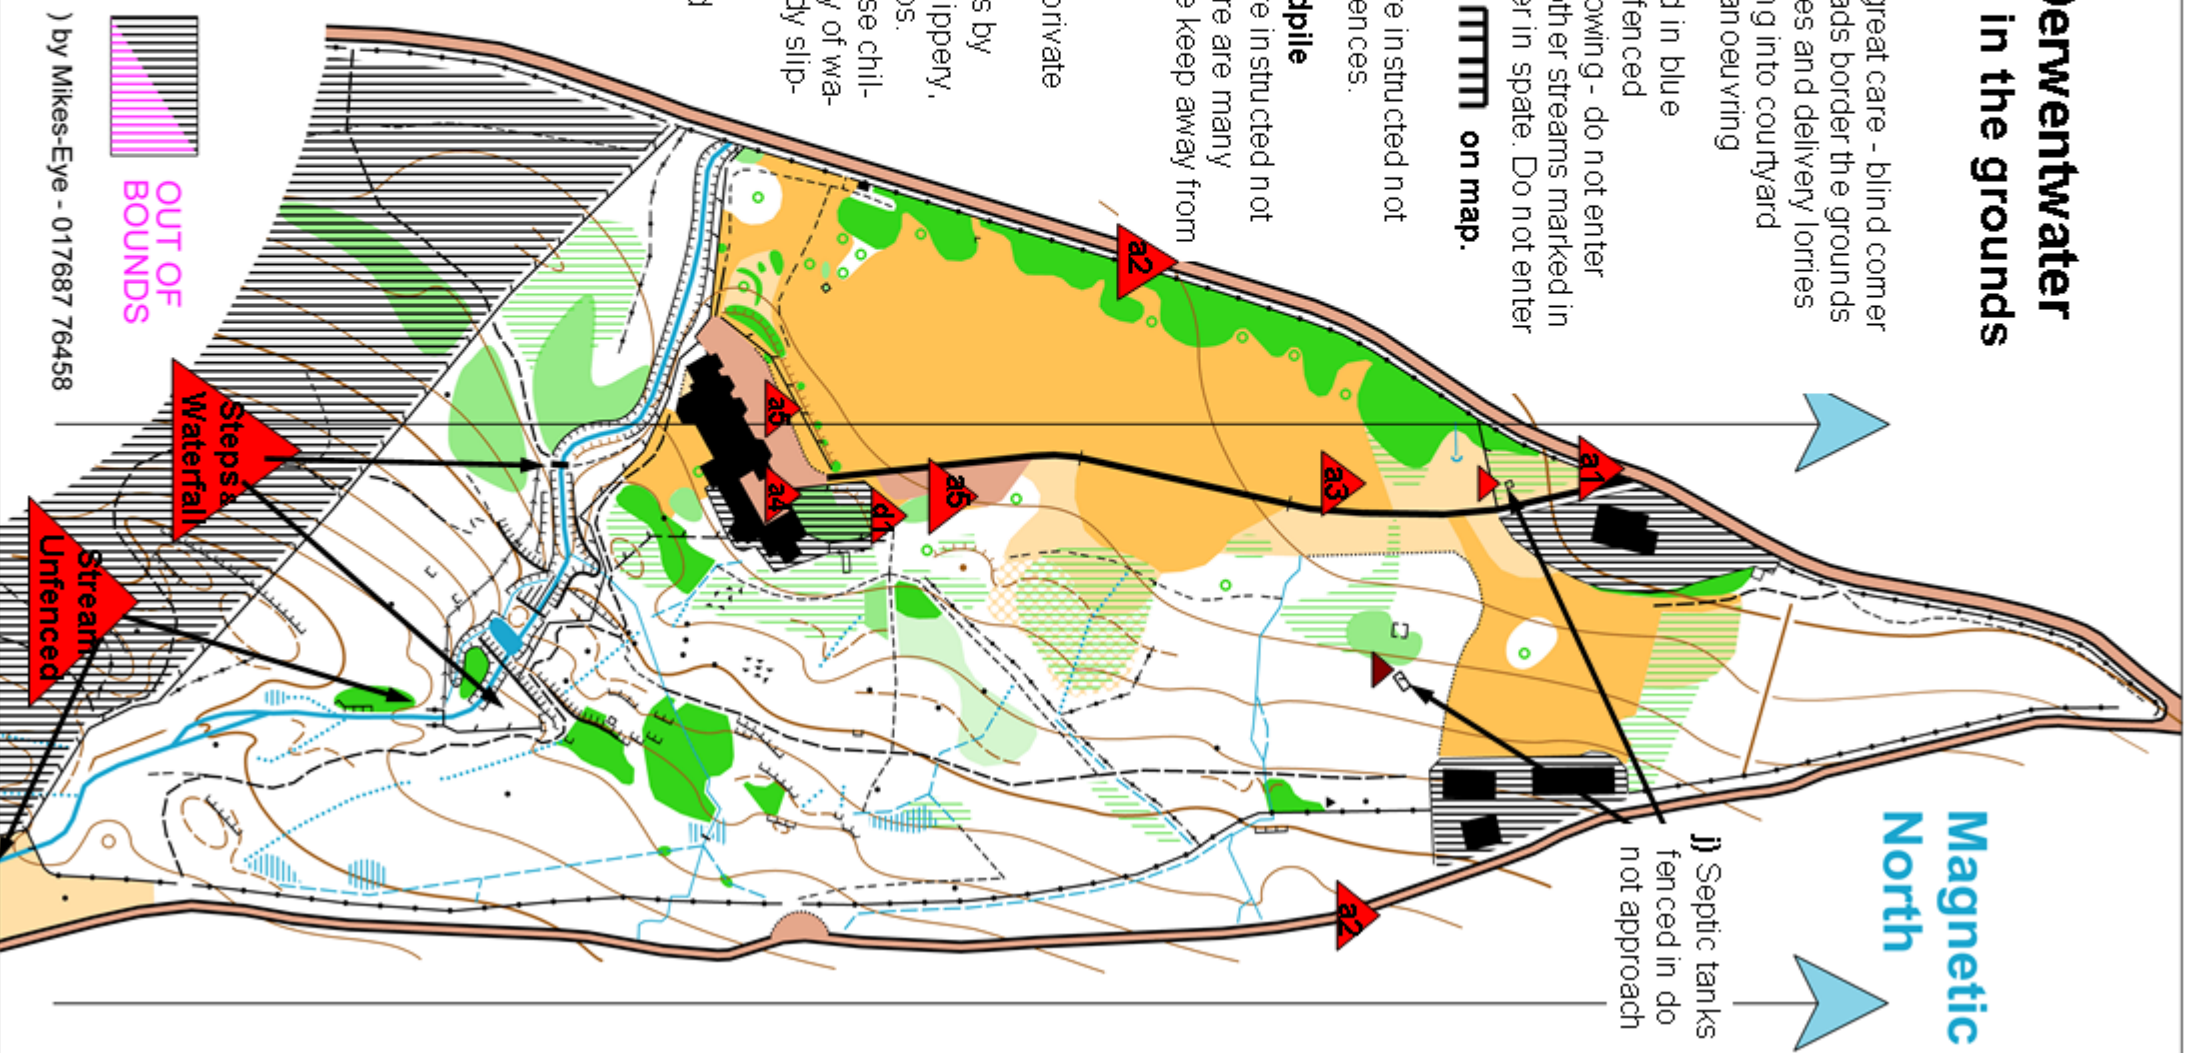 Derwentwater
in the grounds
great care - blind corner
ads border the grounds
es and delivery lorries
ng into courtyard
anoeuvring
d in blue
fenced
owing - do not enter
other streams marked in
er in spate. Do not enter
on map.
re instructed not
ences.
dpile
re instructed not
re are many
e keep away from
private
s by
ippery,
os.
se chil-
y of wa-
dy slip-
d
Magnetic
North
j) Septic tanks
fenced in do
not approach
a1
a2
a3
a2
a5
d1
a5
a4
Steps &
Waterfall
Stream
Unfenced
OUT OF
BOUNDS
) by Mikes-Eye - 017687 76458